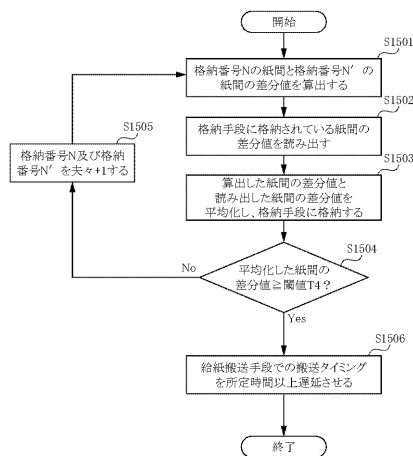 開始
S1501
格納番号Nの紙間と格納番号N′の
紙間の差分値を算出する
S1502
格納手段に格納されている紙間の
差分値を読み出す
S1503
算出した紙間の差分値と
読み出した紙間の差分値を
平均化し、格納手段に格納する
S1504
平均化した紙間の
差分値≧閾値T4？
No
S1505
格納番号N及び格納
番号N′を夫々+1する
Yes
S1506
給紙搬送手段での搬送タイミング
を所定時間以上遅延させる
終了